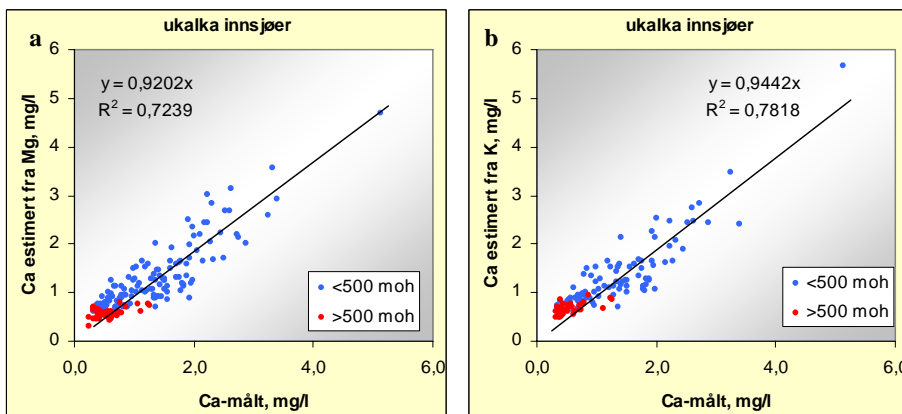 ukalka innsjøer
a
y = 0,9202x
R² = 0,7239
Ca estimert fra Mg, mg/l
6
5
4
3
2
1
0
0,0
2,0
4,0
6,0
Ca-målt, mg/l
<500 moh
>500 moh
ukalka innsjøer
b
y = 0,9442x
R² = 0,7818
Ca estimert fra K, mg/l
6
5
4
3
2
1
0
0,0
2,0
4,0
6,0
Ca-målt, mg/l
<500 moh
>500 moh